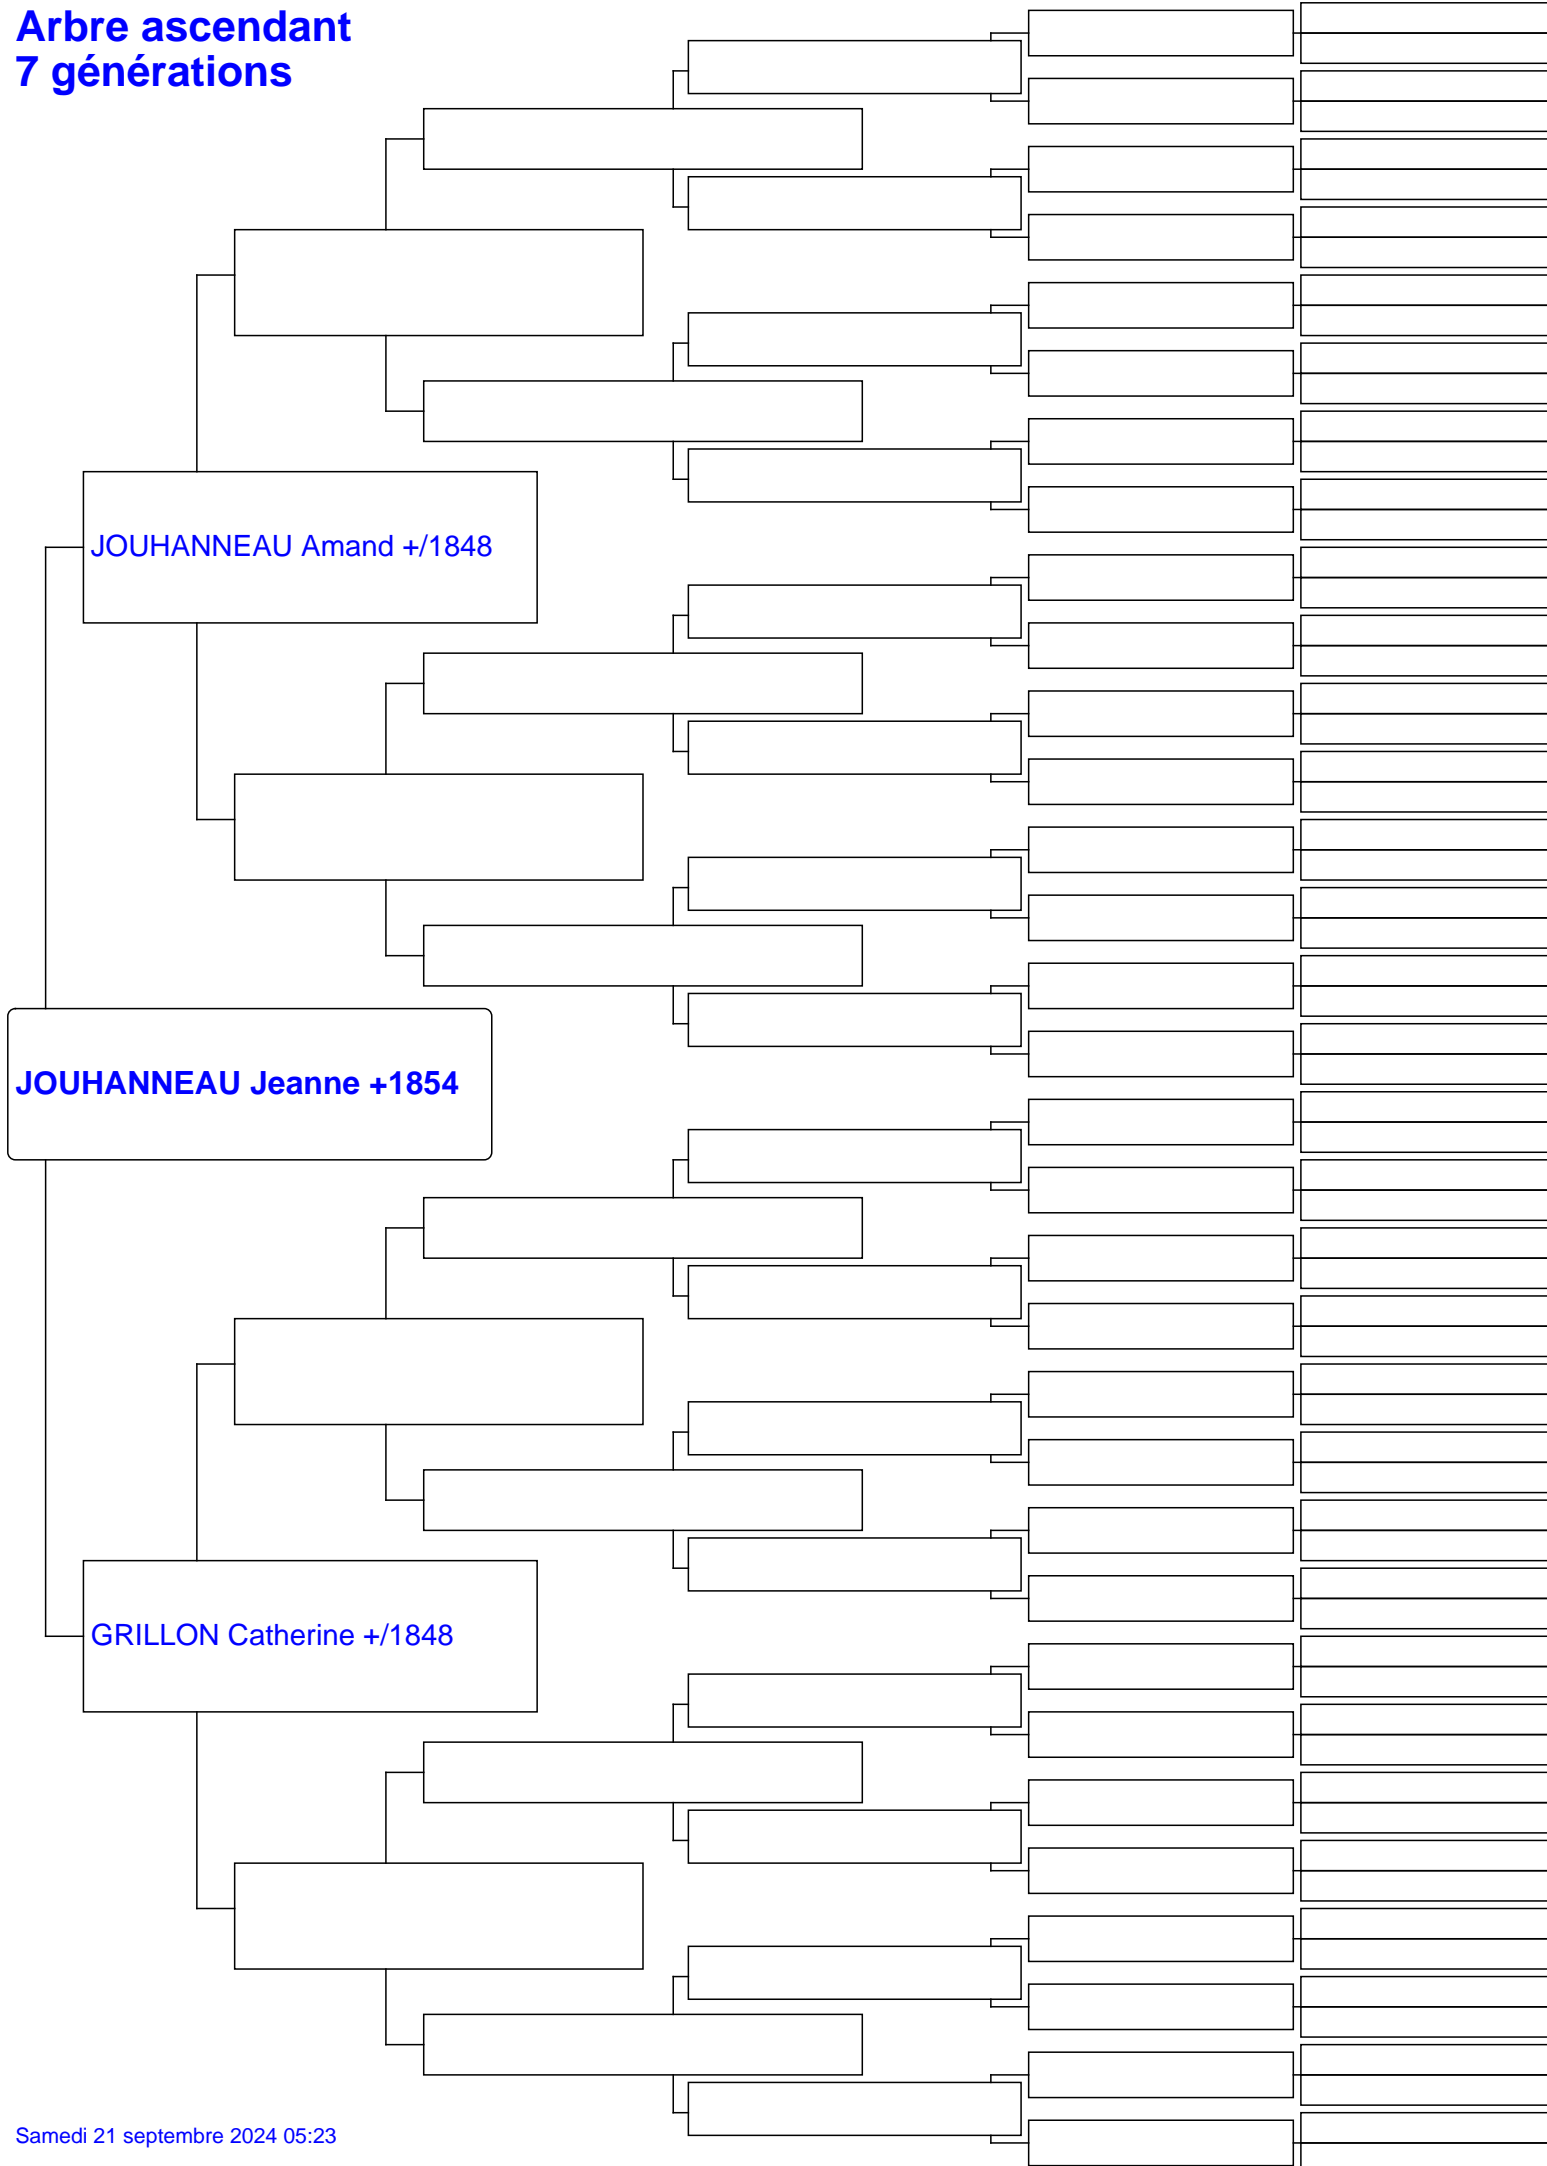 Arbre ascendant
7 générations
JOUHANNEAU Amand +/1848
JOUHANNEAU Jeanne +1854
GRILLON Catherine +/1848
Samedi 21 septembre 2024 05:23